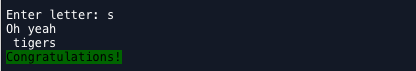 Enter letter: s
Oh yeah
tigers
Congratulations!